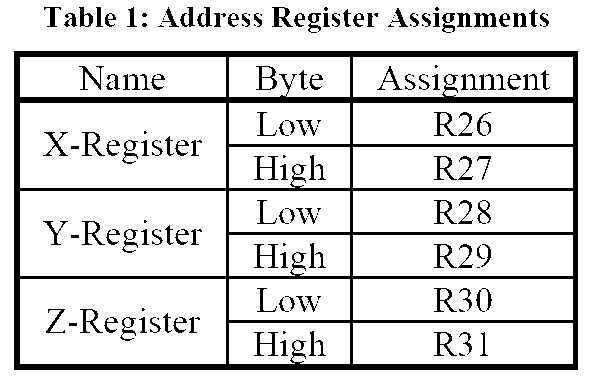 Table 1: Address Register Assignments
Name Byte Assignment
X-Register Low R26
High R27
Y-Register Low R28
High R29
Z-Register Low R30
High R31